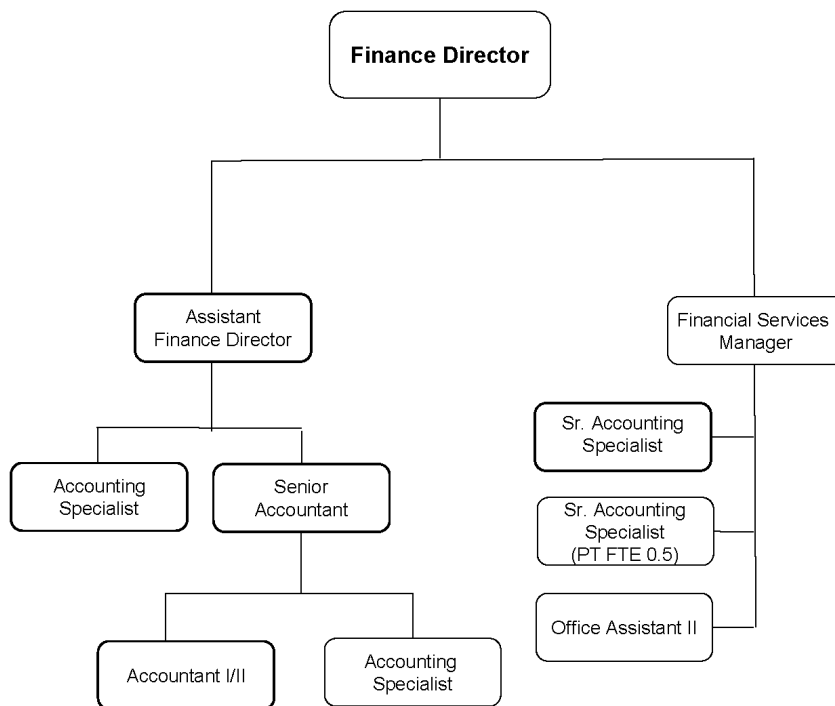 Finance Director
Assistant
Finance Director
Financial Services
Manager
Sr. Accounting
Specialist
Accounting
Specialist
Senior
Accountant
Sr. Accounting
Specialist
(PT FTE 0.5)
Office Assistant II
Accountant I/II
Accounting
Specialist